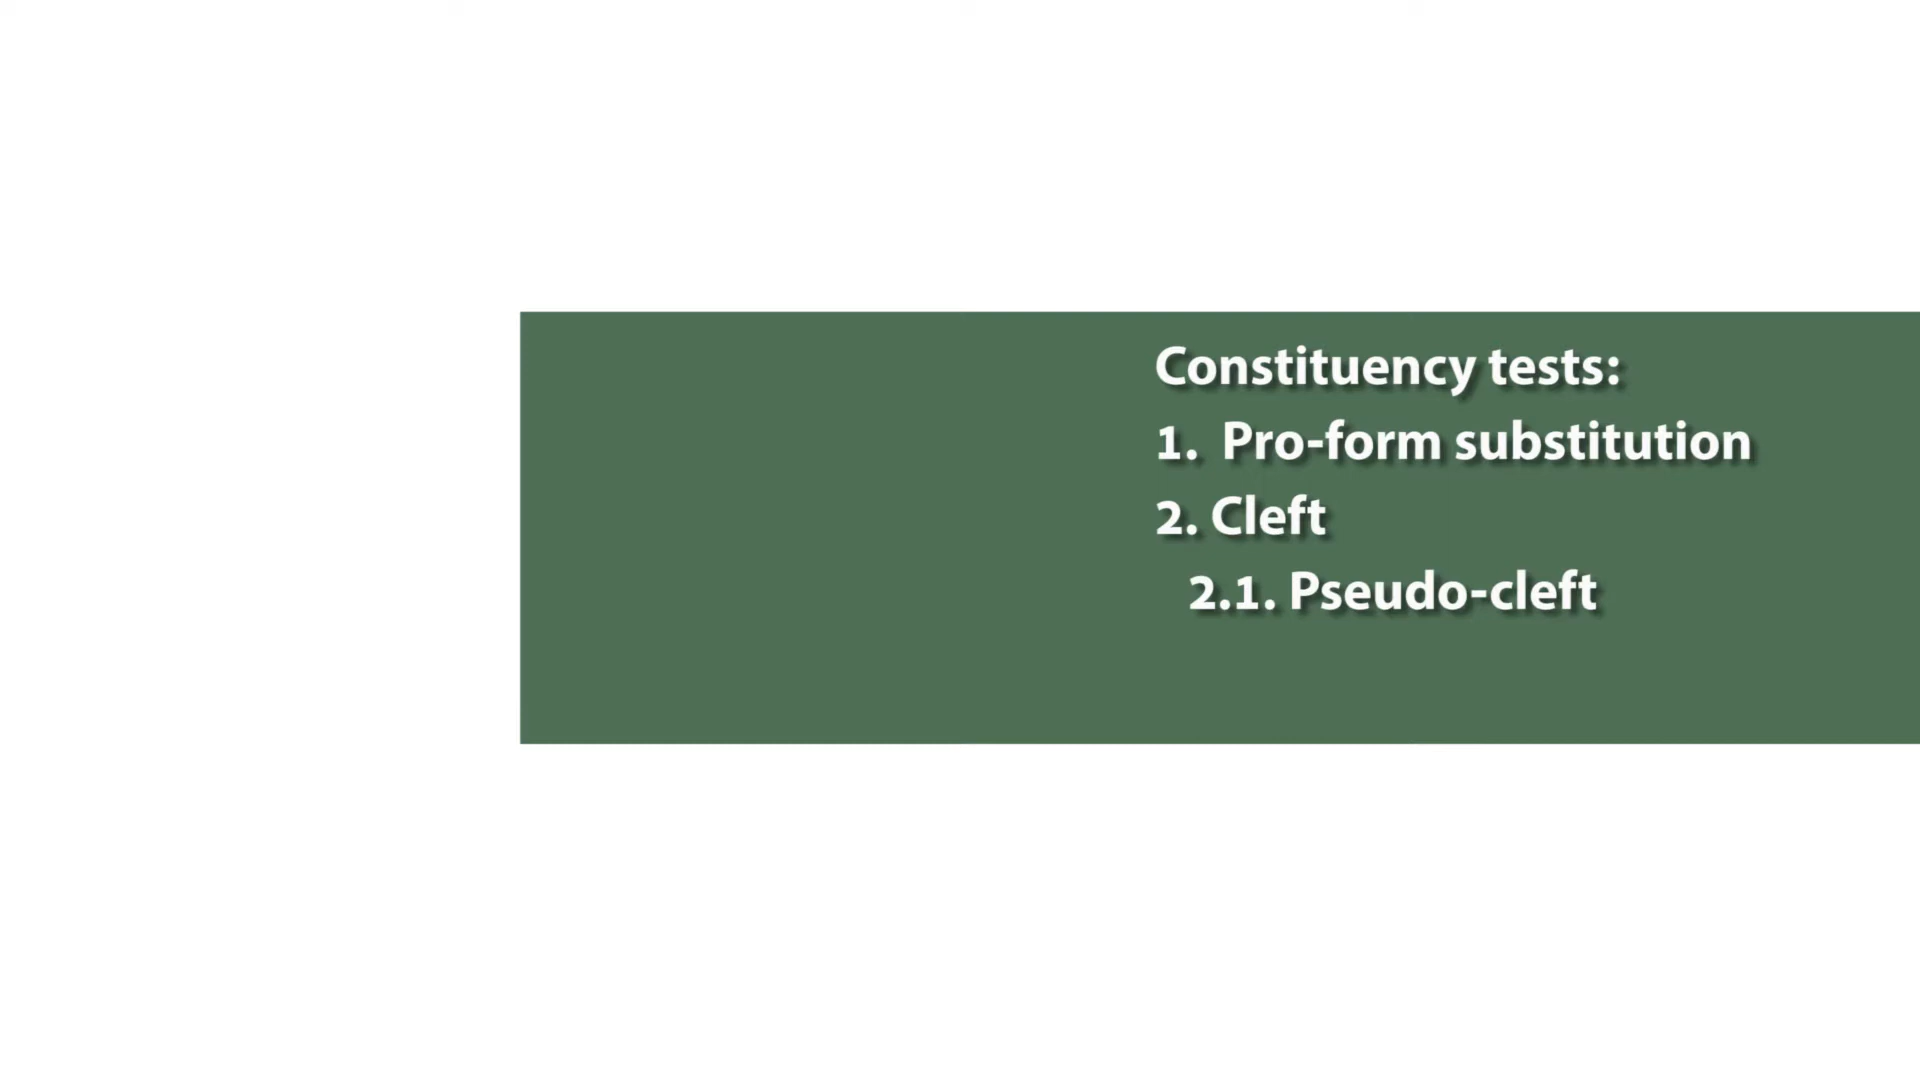 Constituency tests:
1. Pro-form substitution
2. Cleft
2.1. Pseudo-cleft